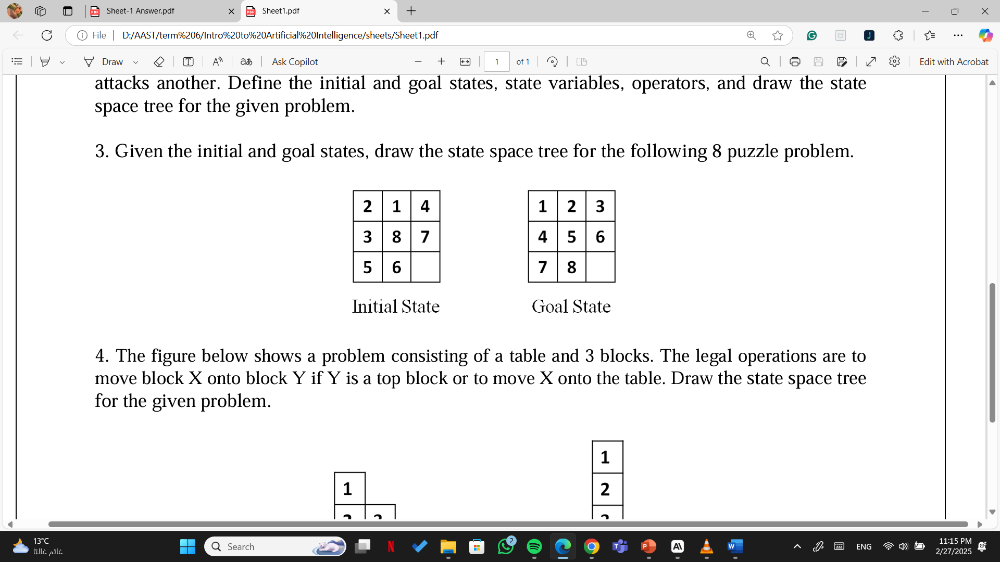 Sheet-1 Answer.pdf
Sheet1.pdf
File
D:/AAST/term%206/Intro%20to%20Artificial%20Intelligence/sheets/Sheet1.pdf
Draw
Ask Copilot
1 of 1
Edit with Acrobat
attacks another. Define the initial and goal states, state variables, operators, and draw the state
space tree for the given problem.
3. Given the initial and goal states, draw the state space tree for the following 8 puzzle problem.
2 1 4
3 8 7
5 6
Initial State
1 2 3
4 5 6
7 8
Goal State
4. The figure below shows a problem consisting of a table and 3 blocks. The legal operations are to
move block X onto block Y if Y is a top block or to move X onto the table. Draw the state space tree
for the given problem.
1
1
2
13°C
غائم غالبًا
Search
2
ENG
11:15 PM
2/27/2025